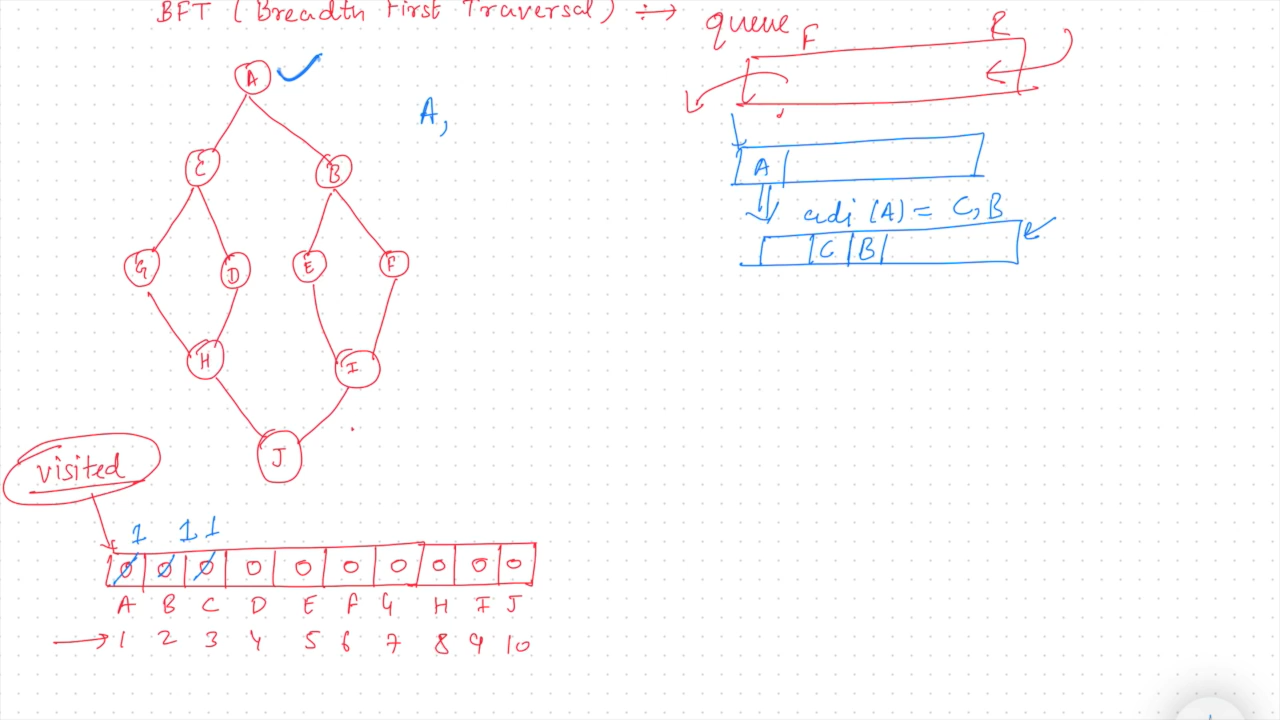 BFT (Breadth First Traversal) :→
queue
F R
A
A,
C B
A
adj (A) = C, B
C B
G D E F
H I
J
visited
1 1 1
0 0 0 0 0 0 0 0 0 0
A B C D E F G H I J
→ 1 2 3 4 5 6 7 8 9 10